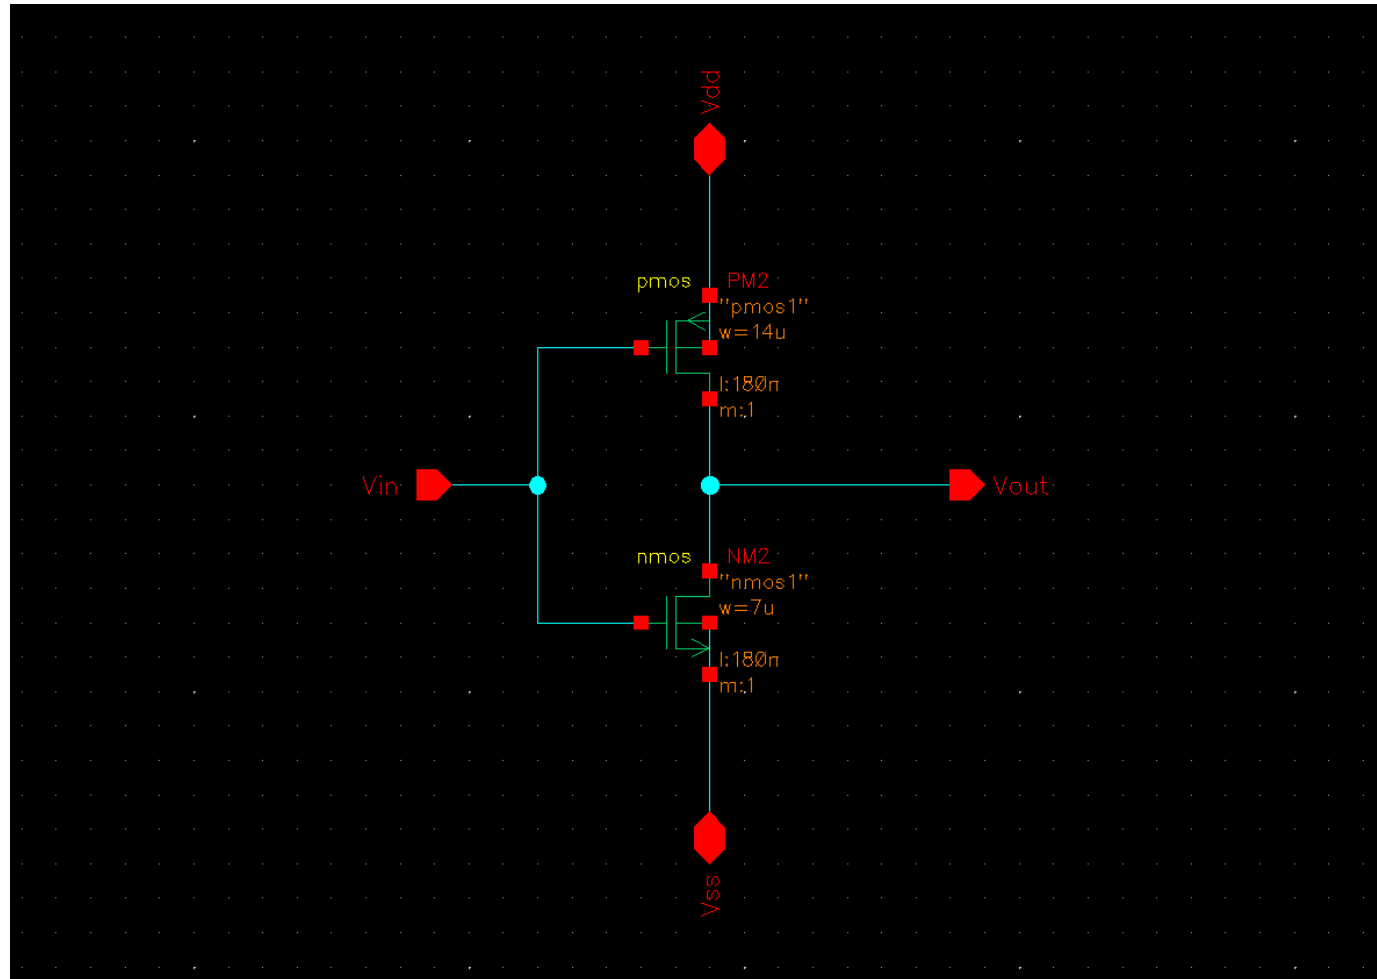 Vdd
pmos PM2
"pmos1"
w=14u
l:180n
m:1
Vin
Vout
nmos NM2
"nmos1"
w=7u
l:180n
m:1
Vss